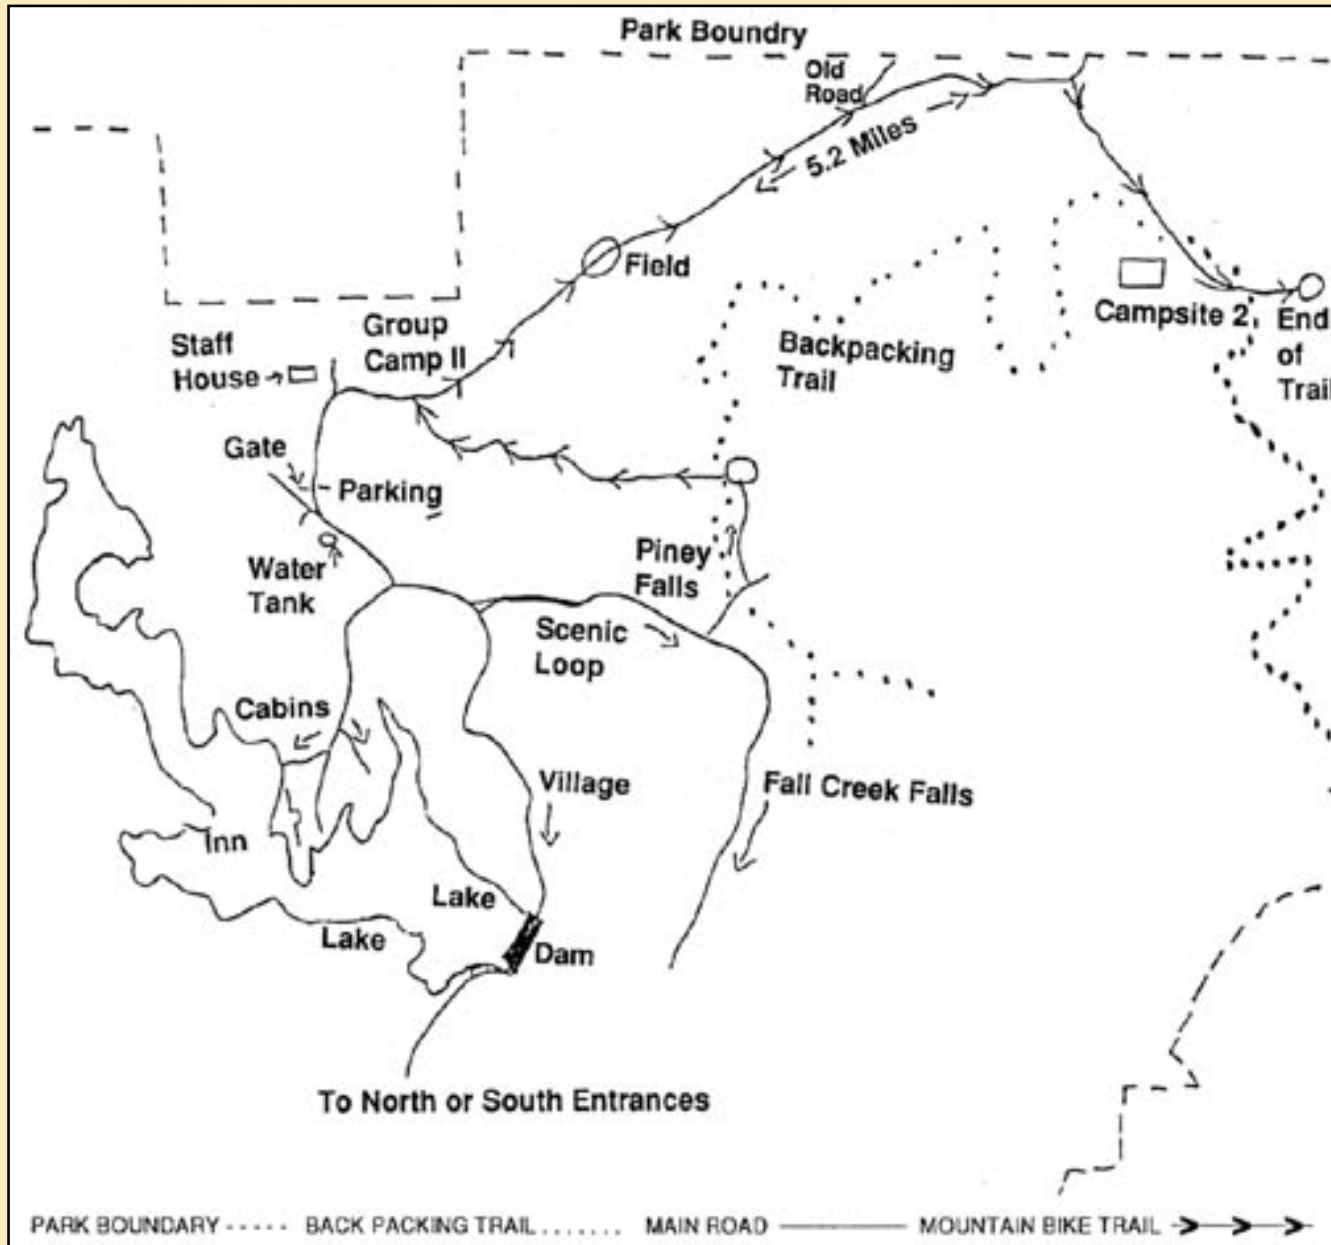 Park Boundry
Old
Road
5.2 Miles
Field
Group
Camp II
Staff
House
Backpacking
Trail
Campsite 2
End
of
Trail
Gate
Parking
Water
Tank
Piney
Falls
Scenic
Loop
Cabins
Village
Fall Creek Falls
Inn
Lake
Lake
Dam
To North or South Entrances
PARK BOUNDARY BACK PACKING TRAIL MAIN ROAD MOUNTAIN BIKE TRAIL